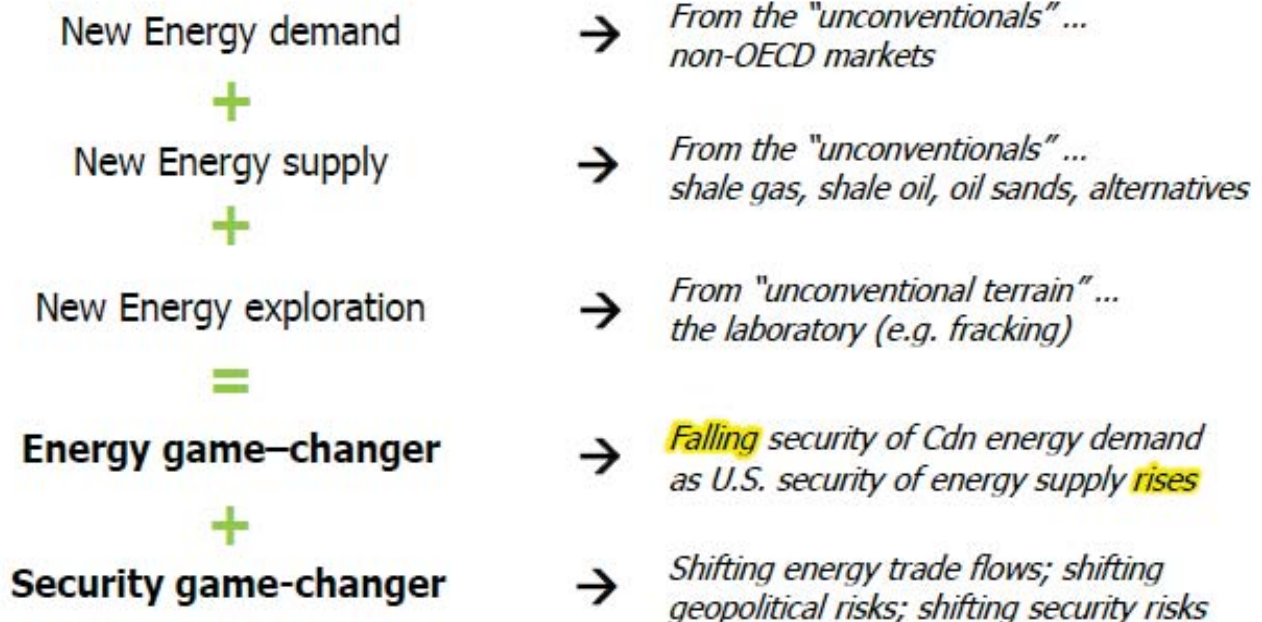 New Energy demand → From the “unconventionals” ...
non-OECD markets
+
New Energy supply → From the “unconventionals” ...
shale gas, shale oil, oil sands, alternatives
+
New Energy exploration → From “unconventional terrain” ...
the laboratory (e.g. fracking)
=
Energy game–changer → Falling security of Cdn energy demand
as U.S. security of energy supply rises
+
Security game-changer → Shifting energy trade flows; shifting
geopolitical risks; shifting security risks